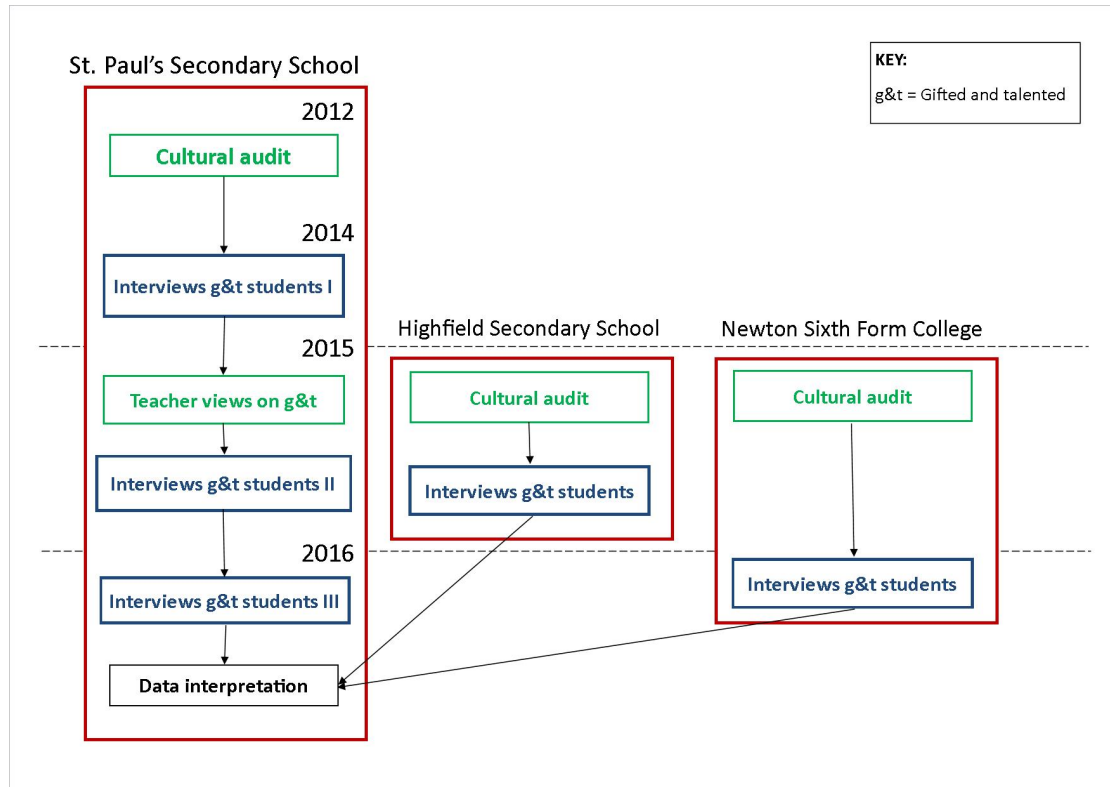 St. Paul's Secondary School
KEY:
g&t = Gifted and talented
2012
Cultural audit
2014
Interviews g&t students I
Highfield Secondary School
Newton Sixth Form College
2015
Teacher views on g&t
Cultural audit
Cultural audit
Interviews g&t students II
Interviews g&t students
2016
Interviews g&t students III
Interviews g&t students
Data interpretation